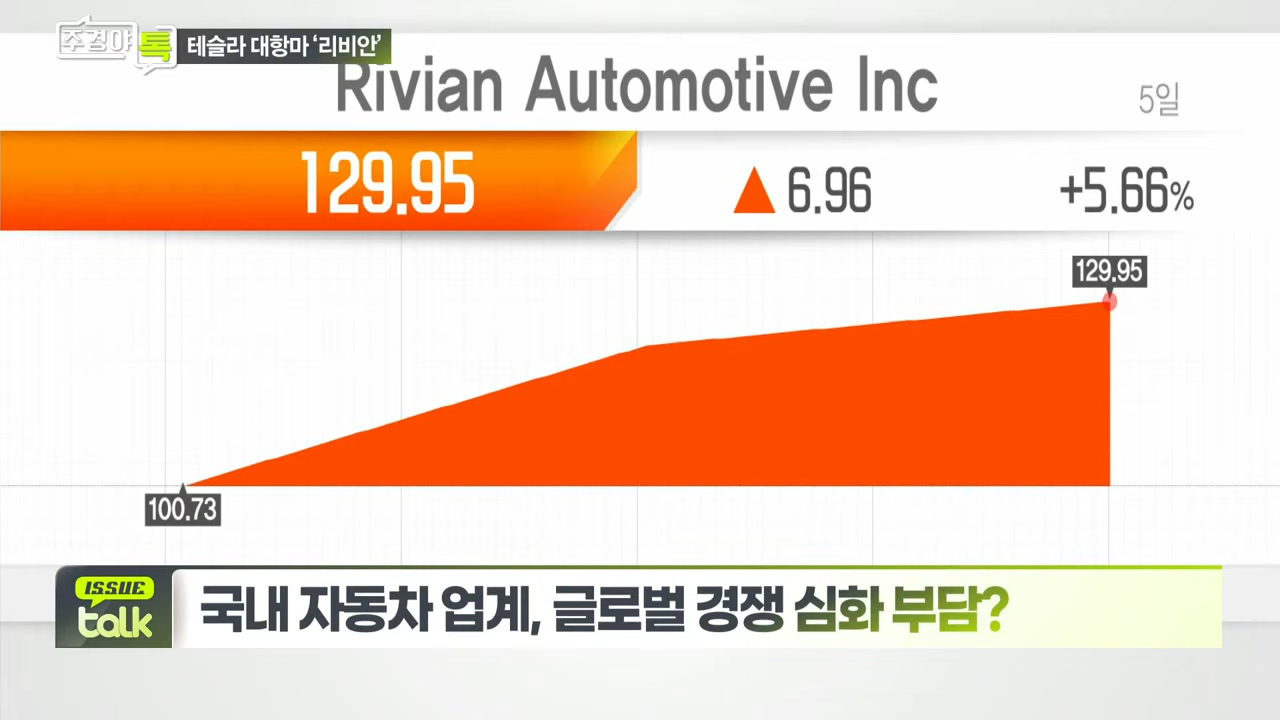 주경야톡
테슬라 대항마 ‘리비안’
Rivian Automotive Inc
5일
129.95
▲ 6.96
+5.66%
129.95
100.73
ISSUE
talk
국내 자동차 업계, 글로벌 경쟁 심화 부담?